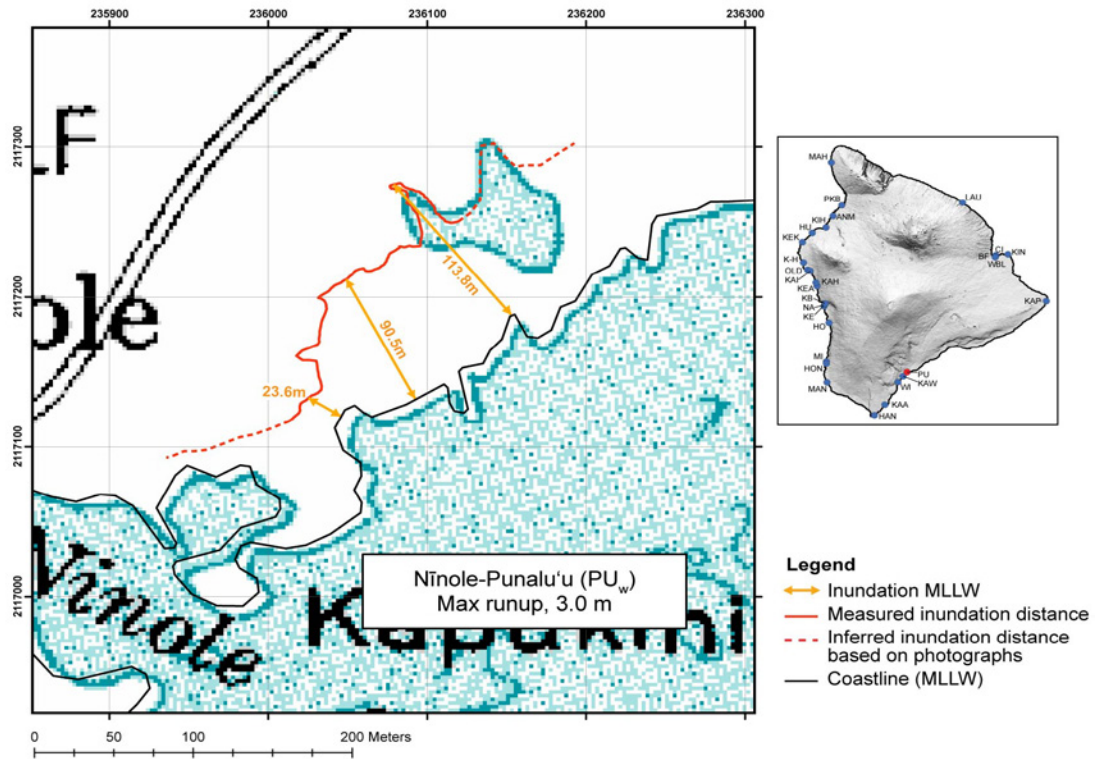 235900 236000 236100 236200 236300
2117300
2117200
2117100
2117000
F
ole
113.8m
90.5m
23.6m
Nīnole-Punaluʻu (PUw)
Max runup, 3.0 m
Ninole
Kapukini
0 50 100 200 Meters
MAH
LAU
PKB
ANM
KIH
HU
KEK
CI
KIN
BF
WBL
K-H
OLD
KAI
KAH
KEA
KB
NA
KE
KAP
HO
MI
HON
PU
KAW
WI
MAN
KAA
HAN
Legend
Inundation MLLW
Measured inundation distance
Inferred inundation distance
based on photographs
Coastline (MLLW)